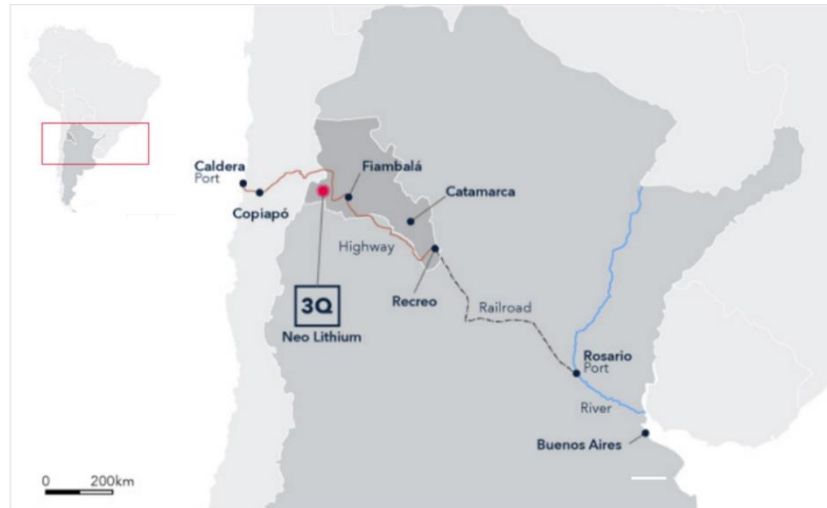 Caldera
Port
Copiapó
Fiambalá
Catamarca
Highway
3Q
Neo Lithium
Recreo
Railroad
Rosario
Port
River
Buenos Aires
0 200km